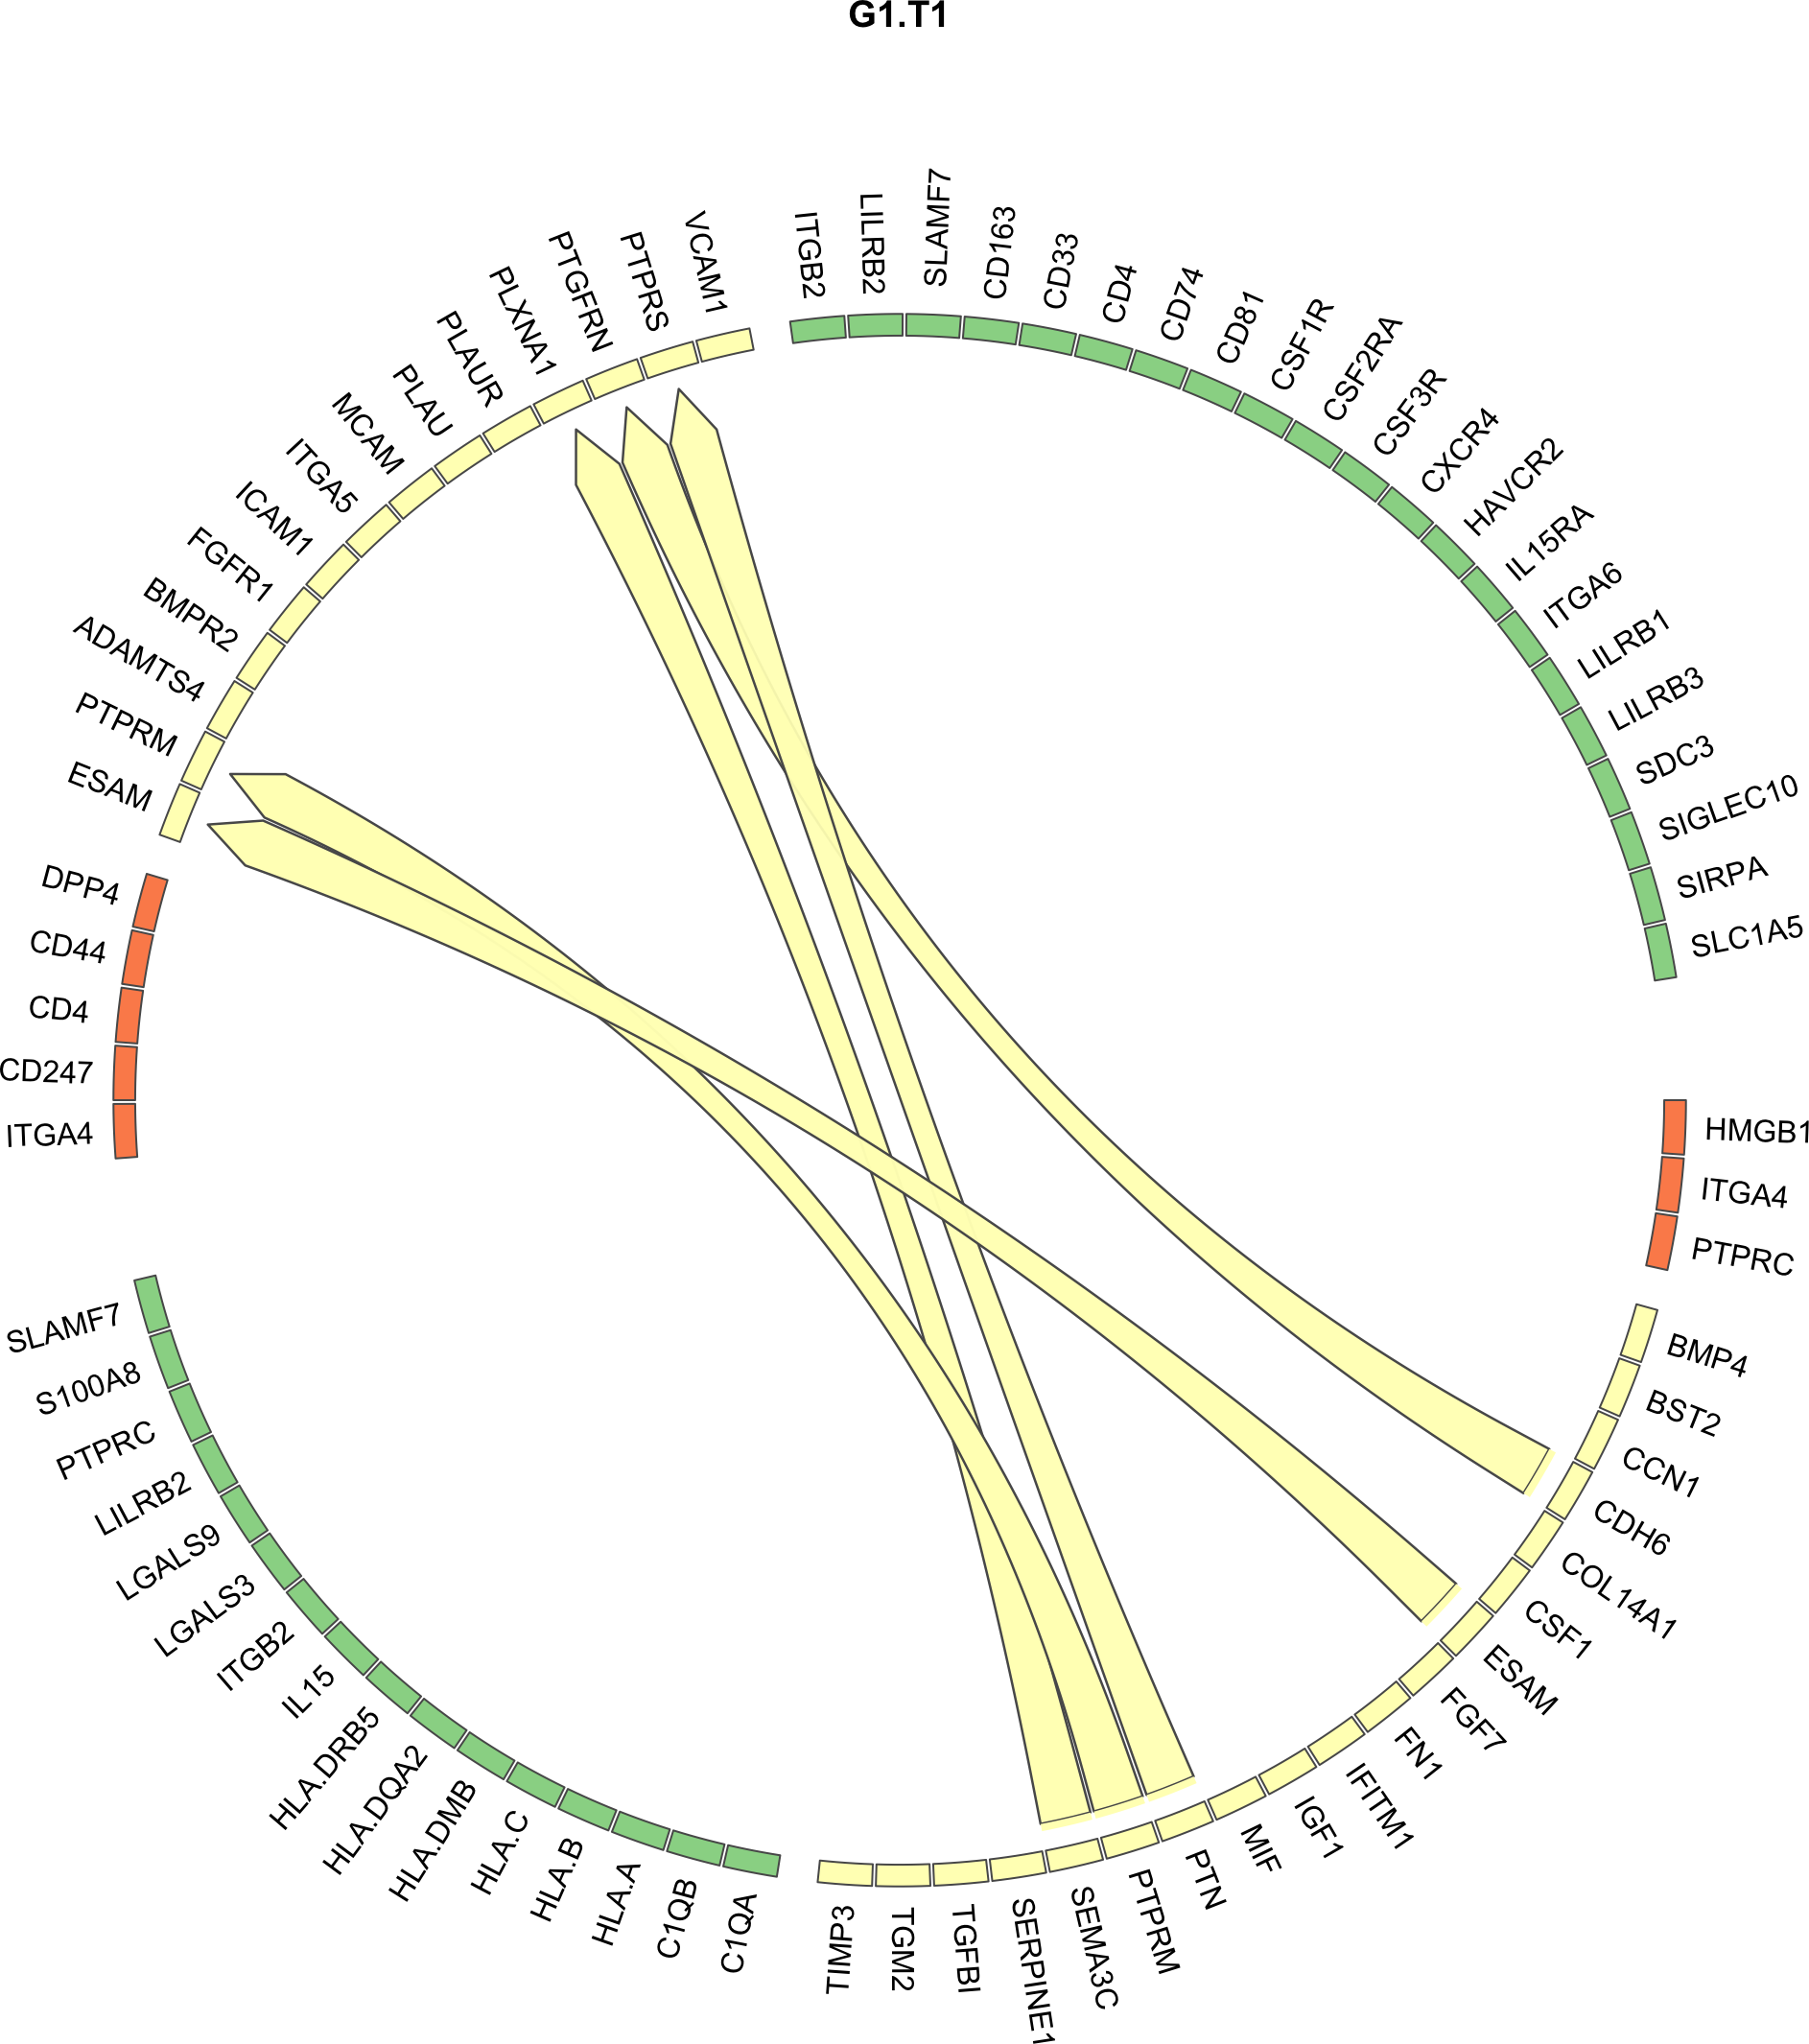 G1.T1
ITGB2
LILRB2
SLAMF7
CD163
CD33
CD4
CD74
CD81
CSF1R
CSF2RA
CSF3R
CXCR4
HAVCR2
IL15RA
ITGA6
LILRB1
LILRB3
SDC3
SIGLEC10
SIRPA
SLC1A5
HMGB1
ITGA4
PTPRC
BMP4
BST2
CCN1
CDH6
COL14A1
CSF1
ESAM
FGF7
FN1
IFITM1
IGF1
MIF
PTN
PTPRM
SEMA3C
SERPINE1
TGFBI
TGM2
TIMP3
C1QA
C1QB
HLA.A
HLA.B
HLA.C
HLA.DMB
HLA.DQA2
HLA.DRB5
IL15
ITGB2
LGALS3
LGALS9
LILRB2
PTPRC
S100A8
SLAMF7
ITGA4
CD247
CD4
CD44
DPP4
ESAM
PTPRM
ADAMTS4
BMPR2
FGFR1
ICAM1
ITGA5
MCAM
PLAU
PLAUR
PLXNA1
PTGFRN
PTPRS
VCAM1